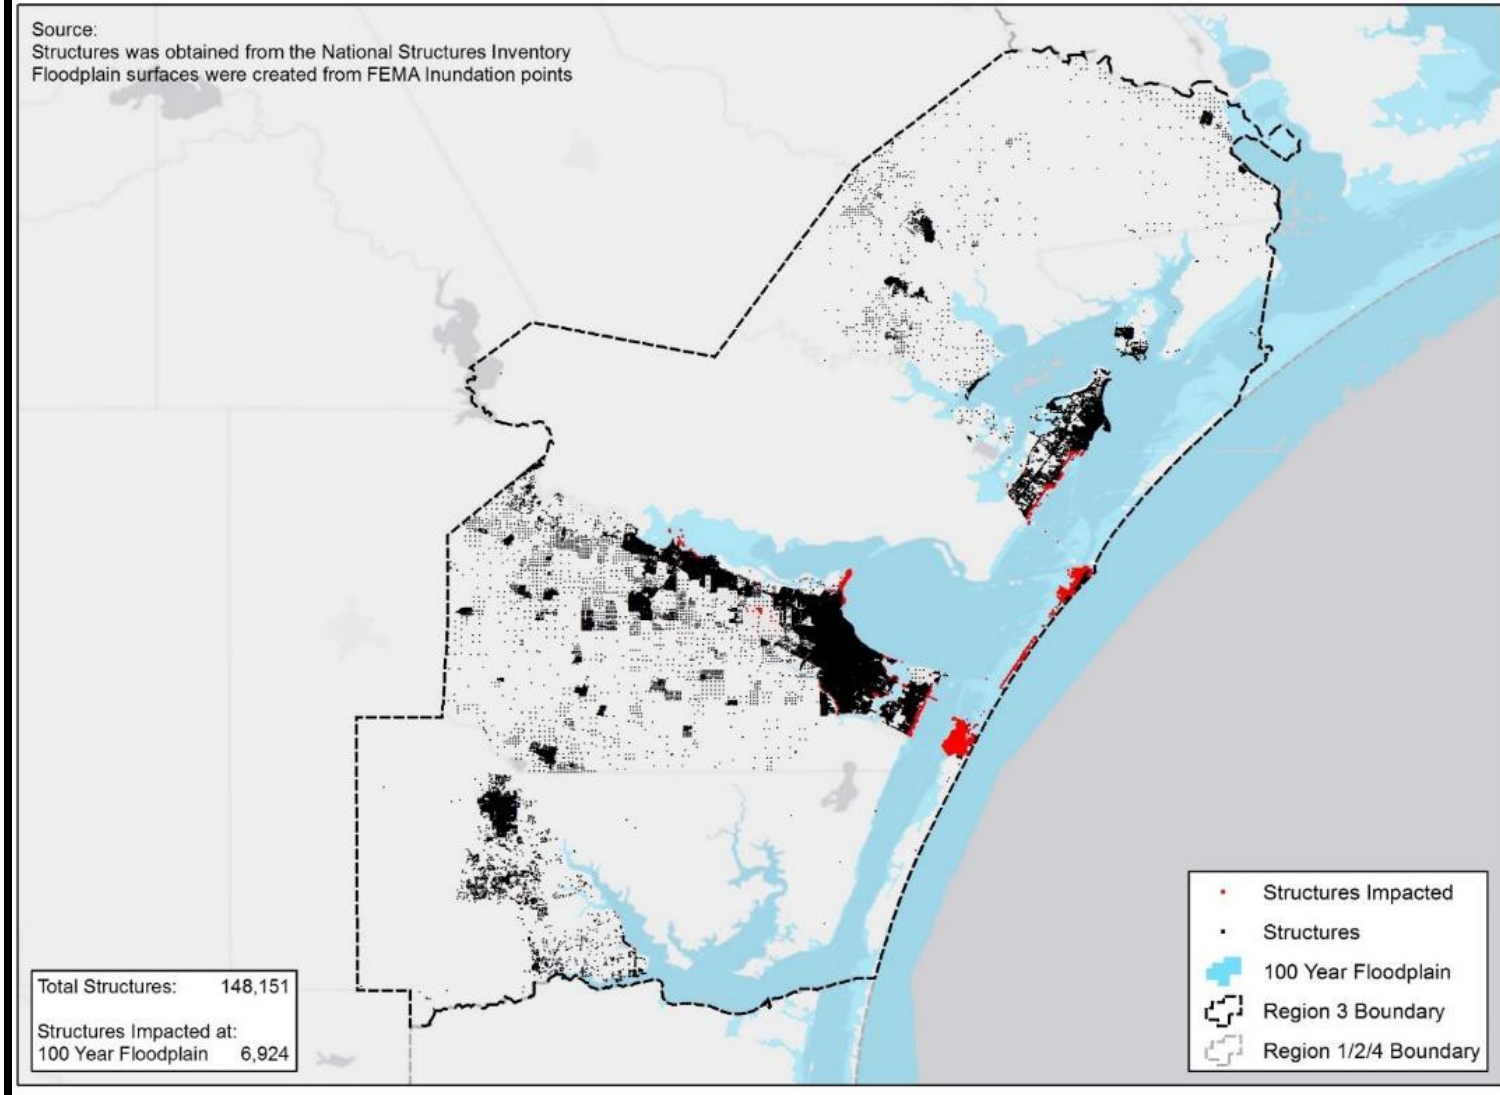 Source:
Structures was obtained from the National Structures Inventory
Floodplain surfaces were created from FEMA Inundation points
Structures Impacted
Structures
100 Year Floodplain
Region 3 Boundary
Region 1/2/4 Boundary
Total Structures: 148,151
Structures Impacted at:
100 Year Floodplain 6,924